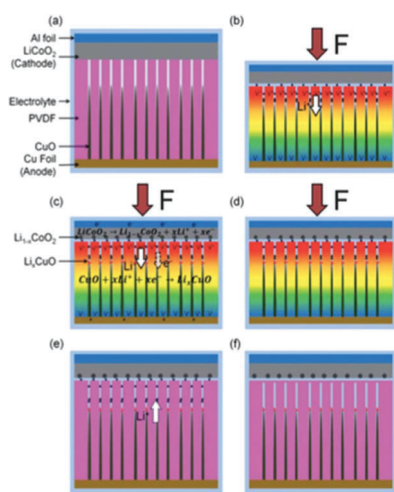 (a)
Al foil
LiCoO₂
(Cathode)
Electrolyte
PVDF
CuO
Cu Foil
(Anode)
(b)
F
Li⁺
(c)
F
LiCoO₂ → Li₁₋ₓCoO₂ + xLi⁺ + xe⁻
Li₁₋ₓCoO₂
LiₓCuO
Li⁺
e⁻
CuO + xLi⁺ + xe⁻ → LiₓCuO
(d)
F
(e)
Li⁺
(f)